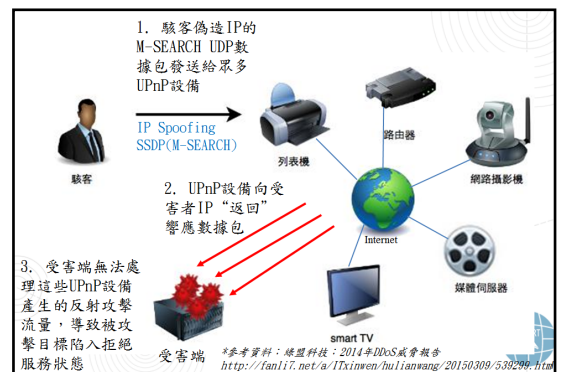 1. 駭客偽造IP的
M-SEARCH UDP數
據包發送給眾多
UPnP設備
IP Spoofing
SSDP(M-SEARCH)
駭客
列表機
路由器
網路攝影機
2. UPnP設備向受
害者IP“返回”
響應數據包
Internet
媒體伺服器
smart TV
3. 受害端無法處
理這些UPnP設備
產生的反射攻擊
流量，導致被攻
擊目標陷入拒絕
服務狀態
受害端
*參考資料：綠盟科技：2014年DDoS威脅報告
http://fanli7.net/a/ITxinwen/hulianwang/20150309/539299.html